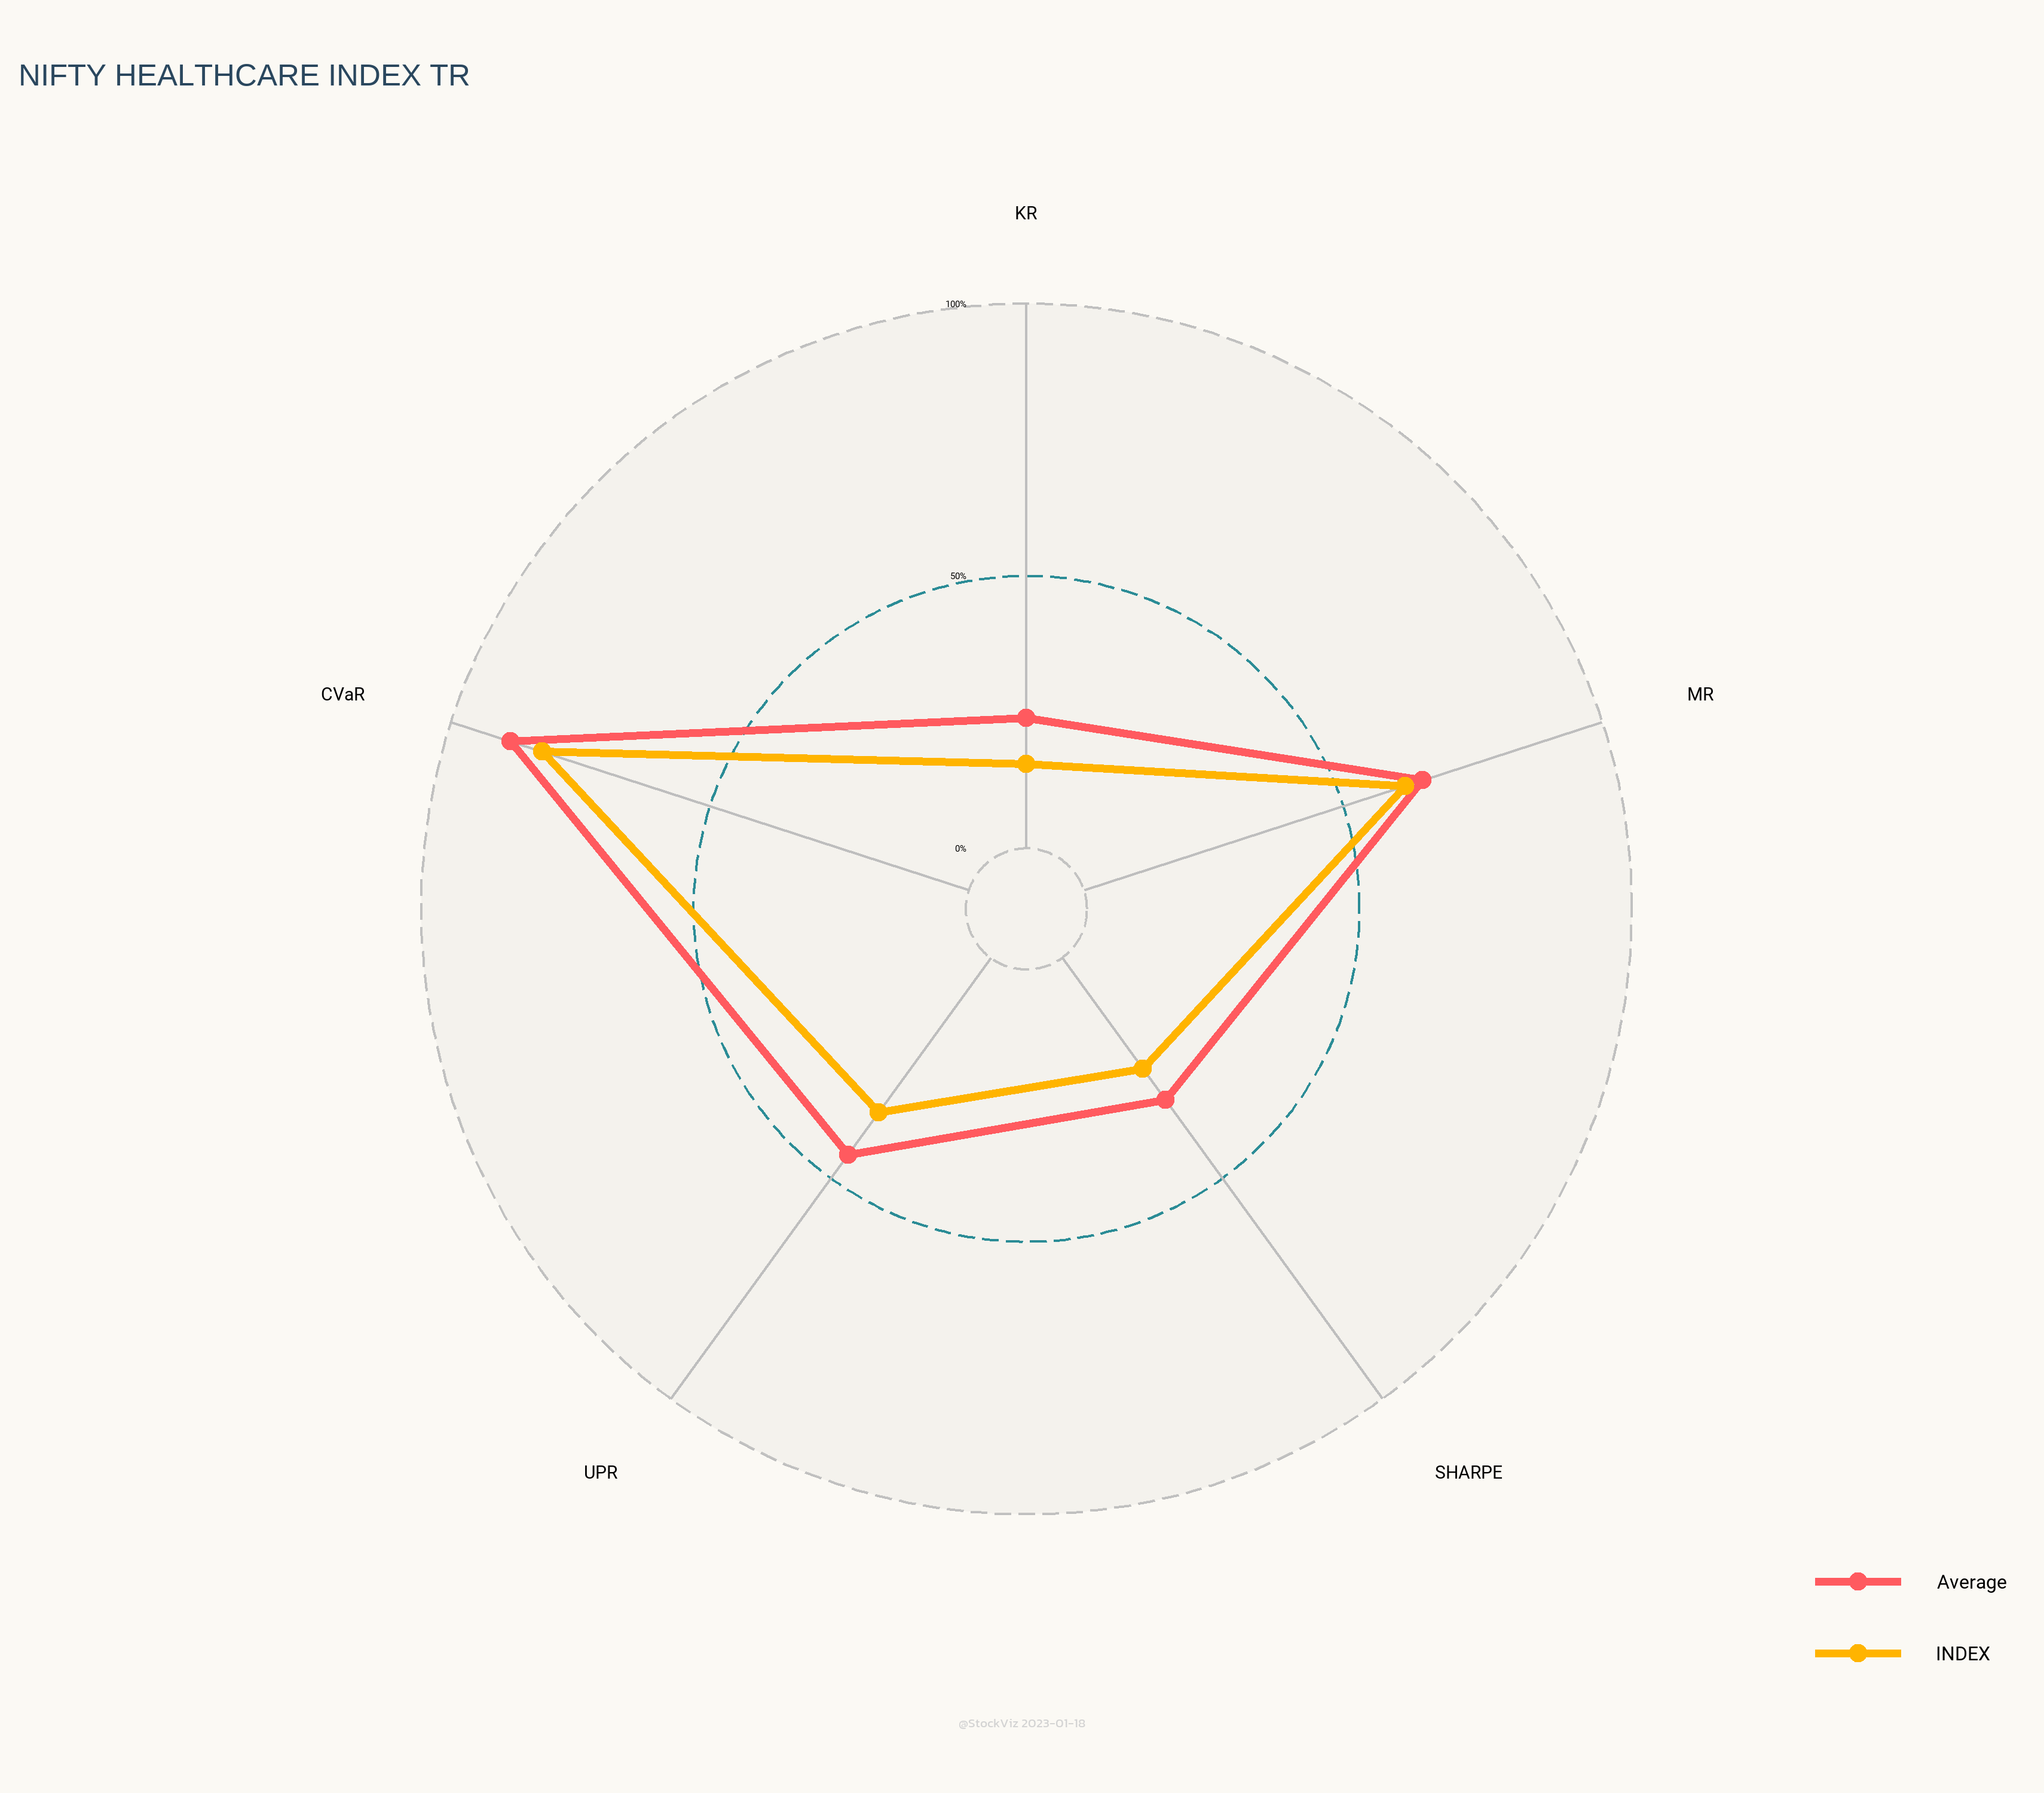 NIFTY HEALTHCARE INDEX TR
KR
100%
50%
CVaR
MR
0%
UPR
SHARPE
Average
INDEX
@StockViz 2023-01-18